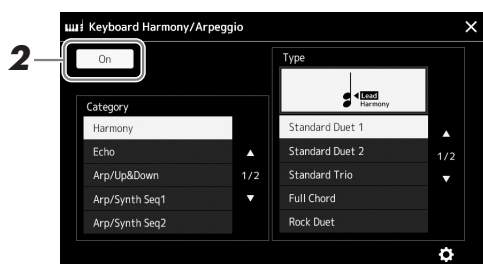 Keyboard Harmony/Arpeggio
2
On
Category
Harmony
Echo
Arp/Up&Down
Arp/Synth Seq1
Arp/Synth Seq2
1/2
Type
Lead
Harmony
Standard Duet 1
Standard Duet 2
Standard Trio
Full Chord
Rock Duet
1/2